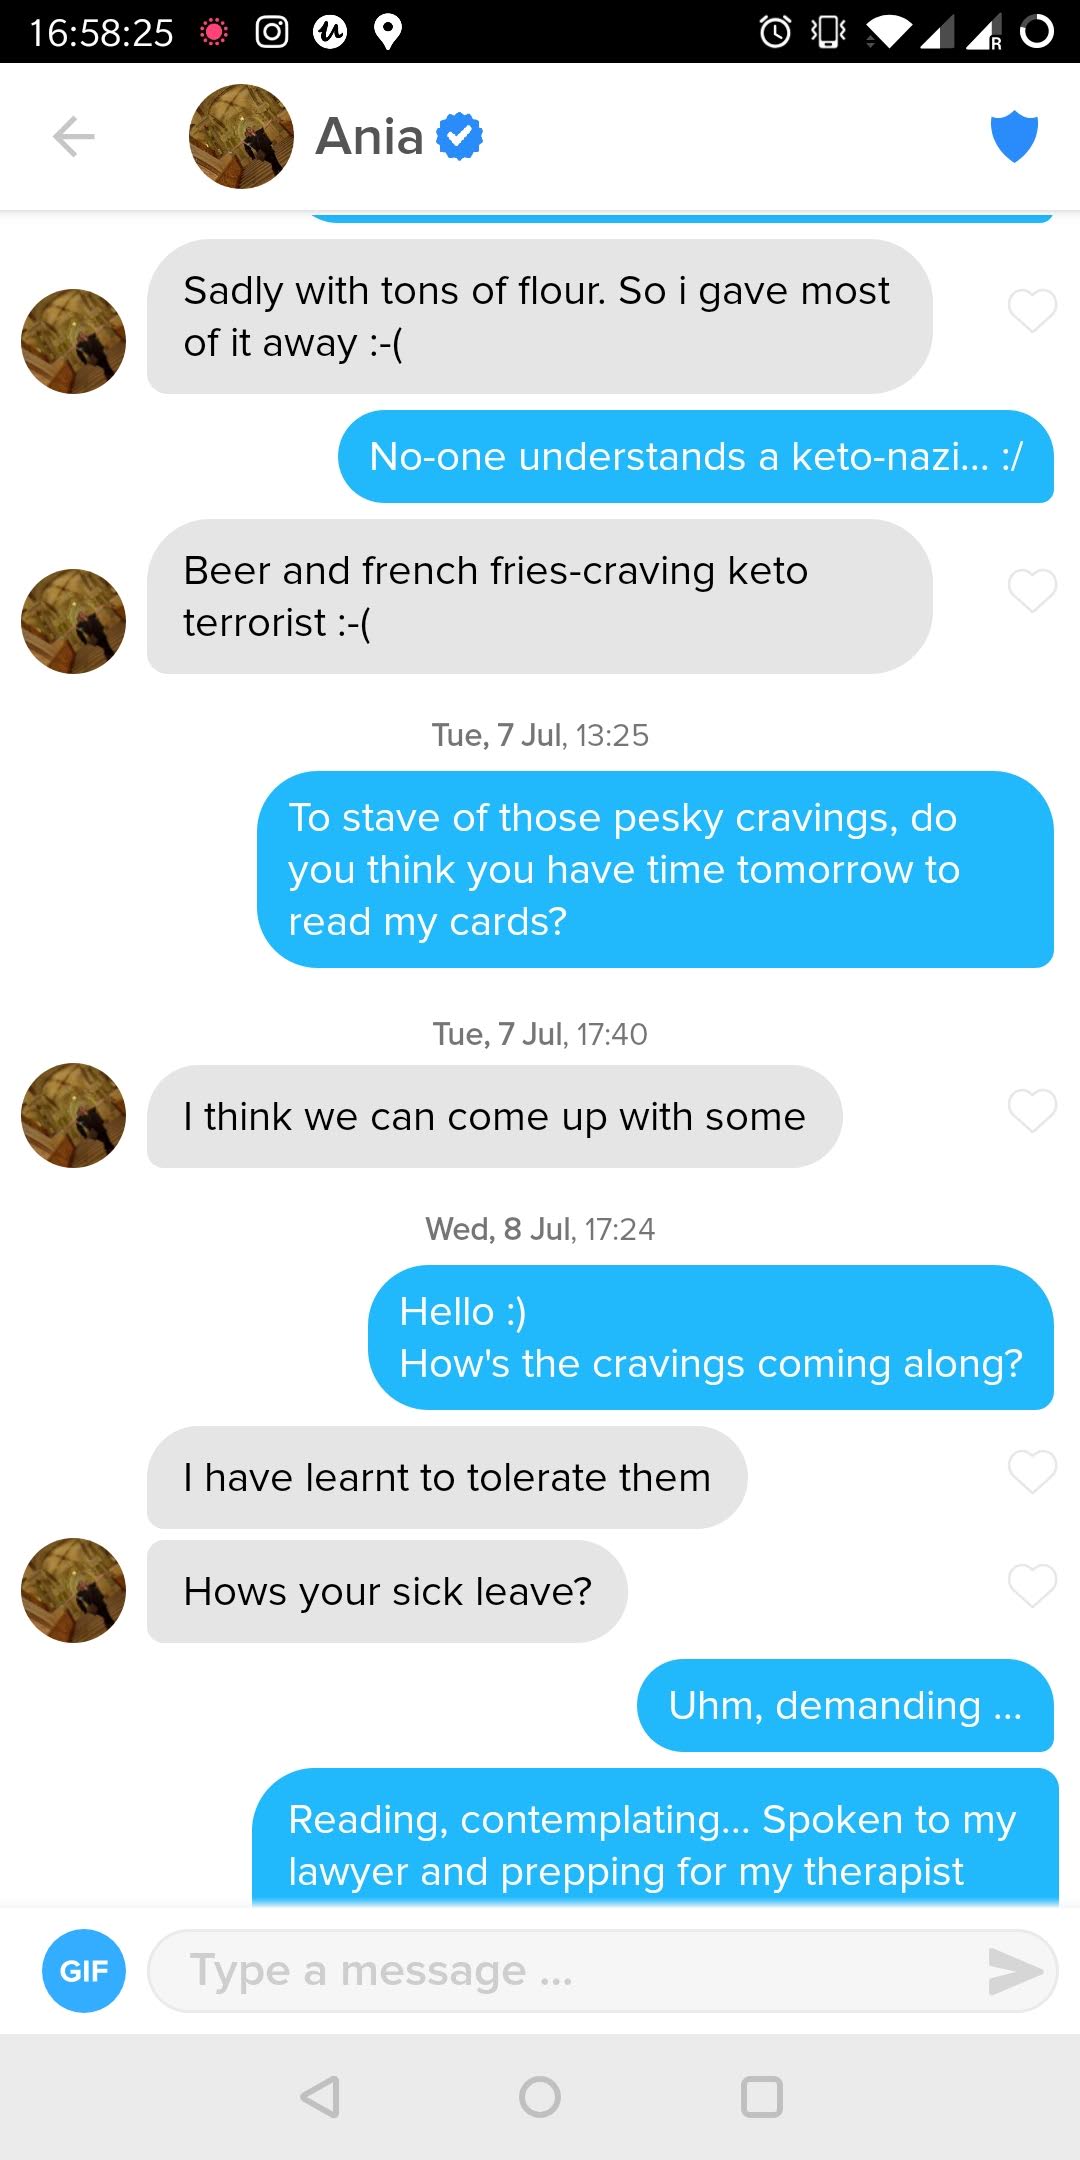 16:58:25
R
Ania
Sadly with tons of flour. So i gave most
of it away :-(
No-one understands a keto-nazi... :/
Beer and french fries-craving keto
terrorist :-(
Tue, 7 Jul, 13:25
To stave of those pesky cravings, do
you think you have time tomorrow to
read my cards?
Tue, 7 Jul, 17:40
I think we can come up with some
Wed, 8 Jul, 17:24
Hello :)
How's the cravings coming along?
I have learnt to tolerate them
Hows your sick leave?
Uhm, demanding ...
Reading, contemplating... Spoken to my
lawyer and prepping for my therapist
GIF
Type a message ...